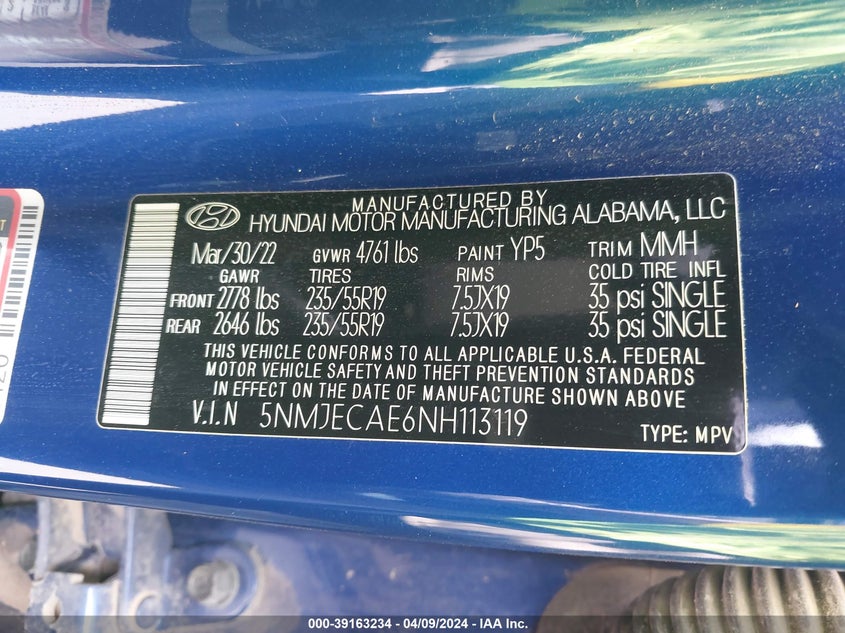 MANUFACTURED BY
HYUNDAI MOTOR MANUFACTURING ALABAMA, LLC
Mar/30/22 GVWR 4761 lbs PAINT YP5 TRIM MMH
GAWR TIRES RIMS COLD TIRE INFL
FRONT 2778 lbs 235/55R19 7.5JX19 35 psi SINGLE
REAR 2646 lbs 235/55R19 7.5JX19 35 psi SINGLE
THIS VEHICLE CONFORMS TO ALL APPLICABLE U.S.A. FEDERAL
MOTOR VEHICLE SAFETY AND THEFT PREVENTION STANDARDS
IN EFFECT ON THE DATE OF MANUFACTURE SHOWN ABOVE
V.I.N 5NMJECAE6NH113119
TYPE: MPV
000-39163234 - 04/09/2024 - IAA Inc.